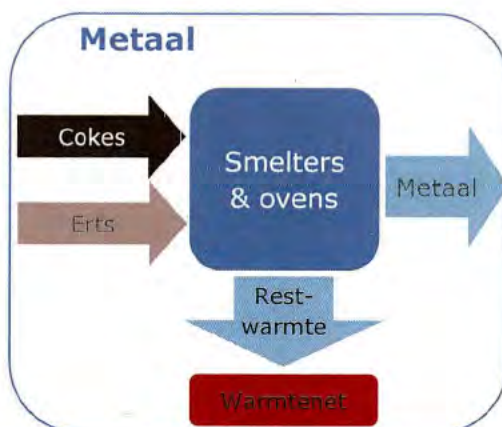 Metaal
Cokes
Erts
Smelters
& ovens
Metaal
Rest-
warmte
Warmtenet